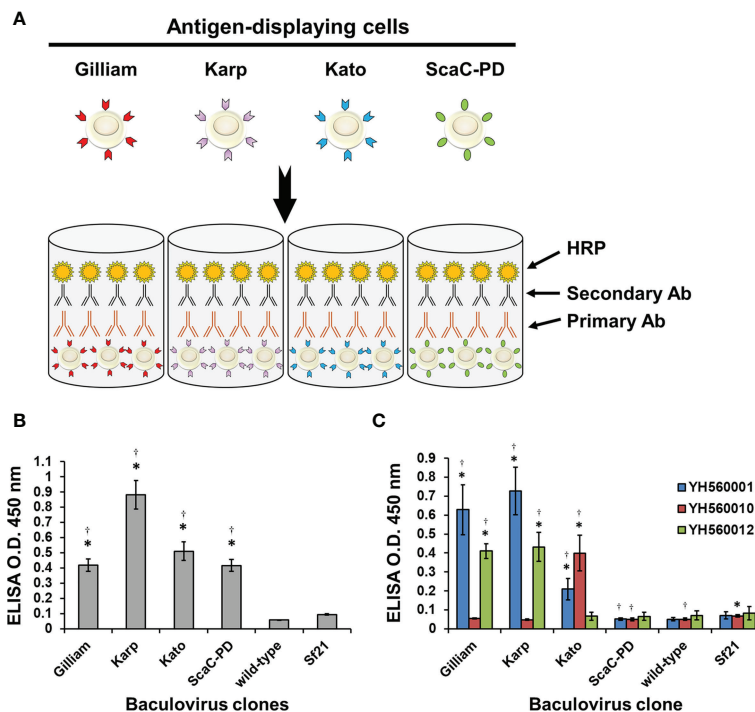 A
Antigen-displaying cells
Gilliam Karp Kato ScaC-PD
HRP
Secondary Ab
Primary Ab
B
ELISA O.D. 450 nm
1.1
1
0.9
0.8
0.7
0.6
0.5
0.4
0.3
0.2
0.1
0
† † † †
* * * *
Gilliam Karp Kato ScaC-PD wild-type Sf21
Baculovirus clones
C
ELISA O.D. 450 nm
0.9
0.8
0.7
0.6
0.5
0.4
0.3
0.2
0.1
0
† † † † † † † † †
* * * * * * *
YH560001
YH560010
YH560012
Gilliam Karp Kato ScaC-PD wild-type Sf21
Baculovirus clone